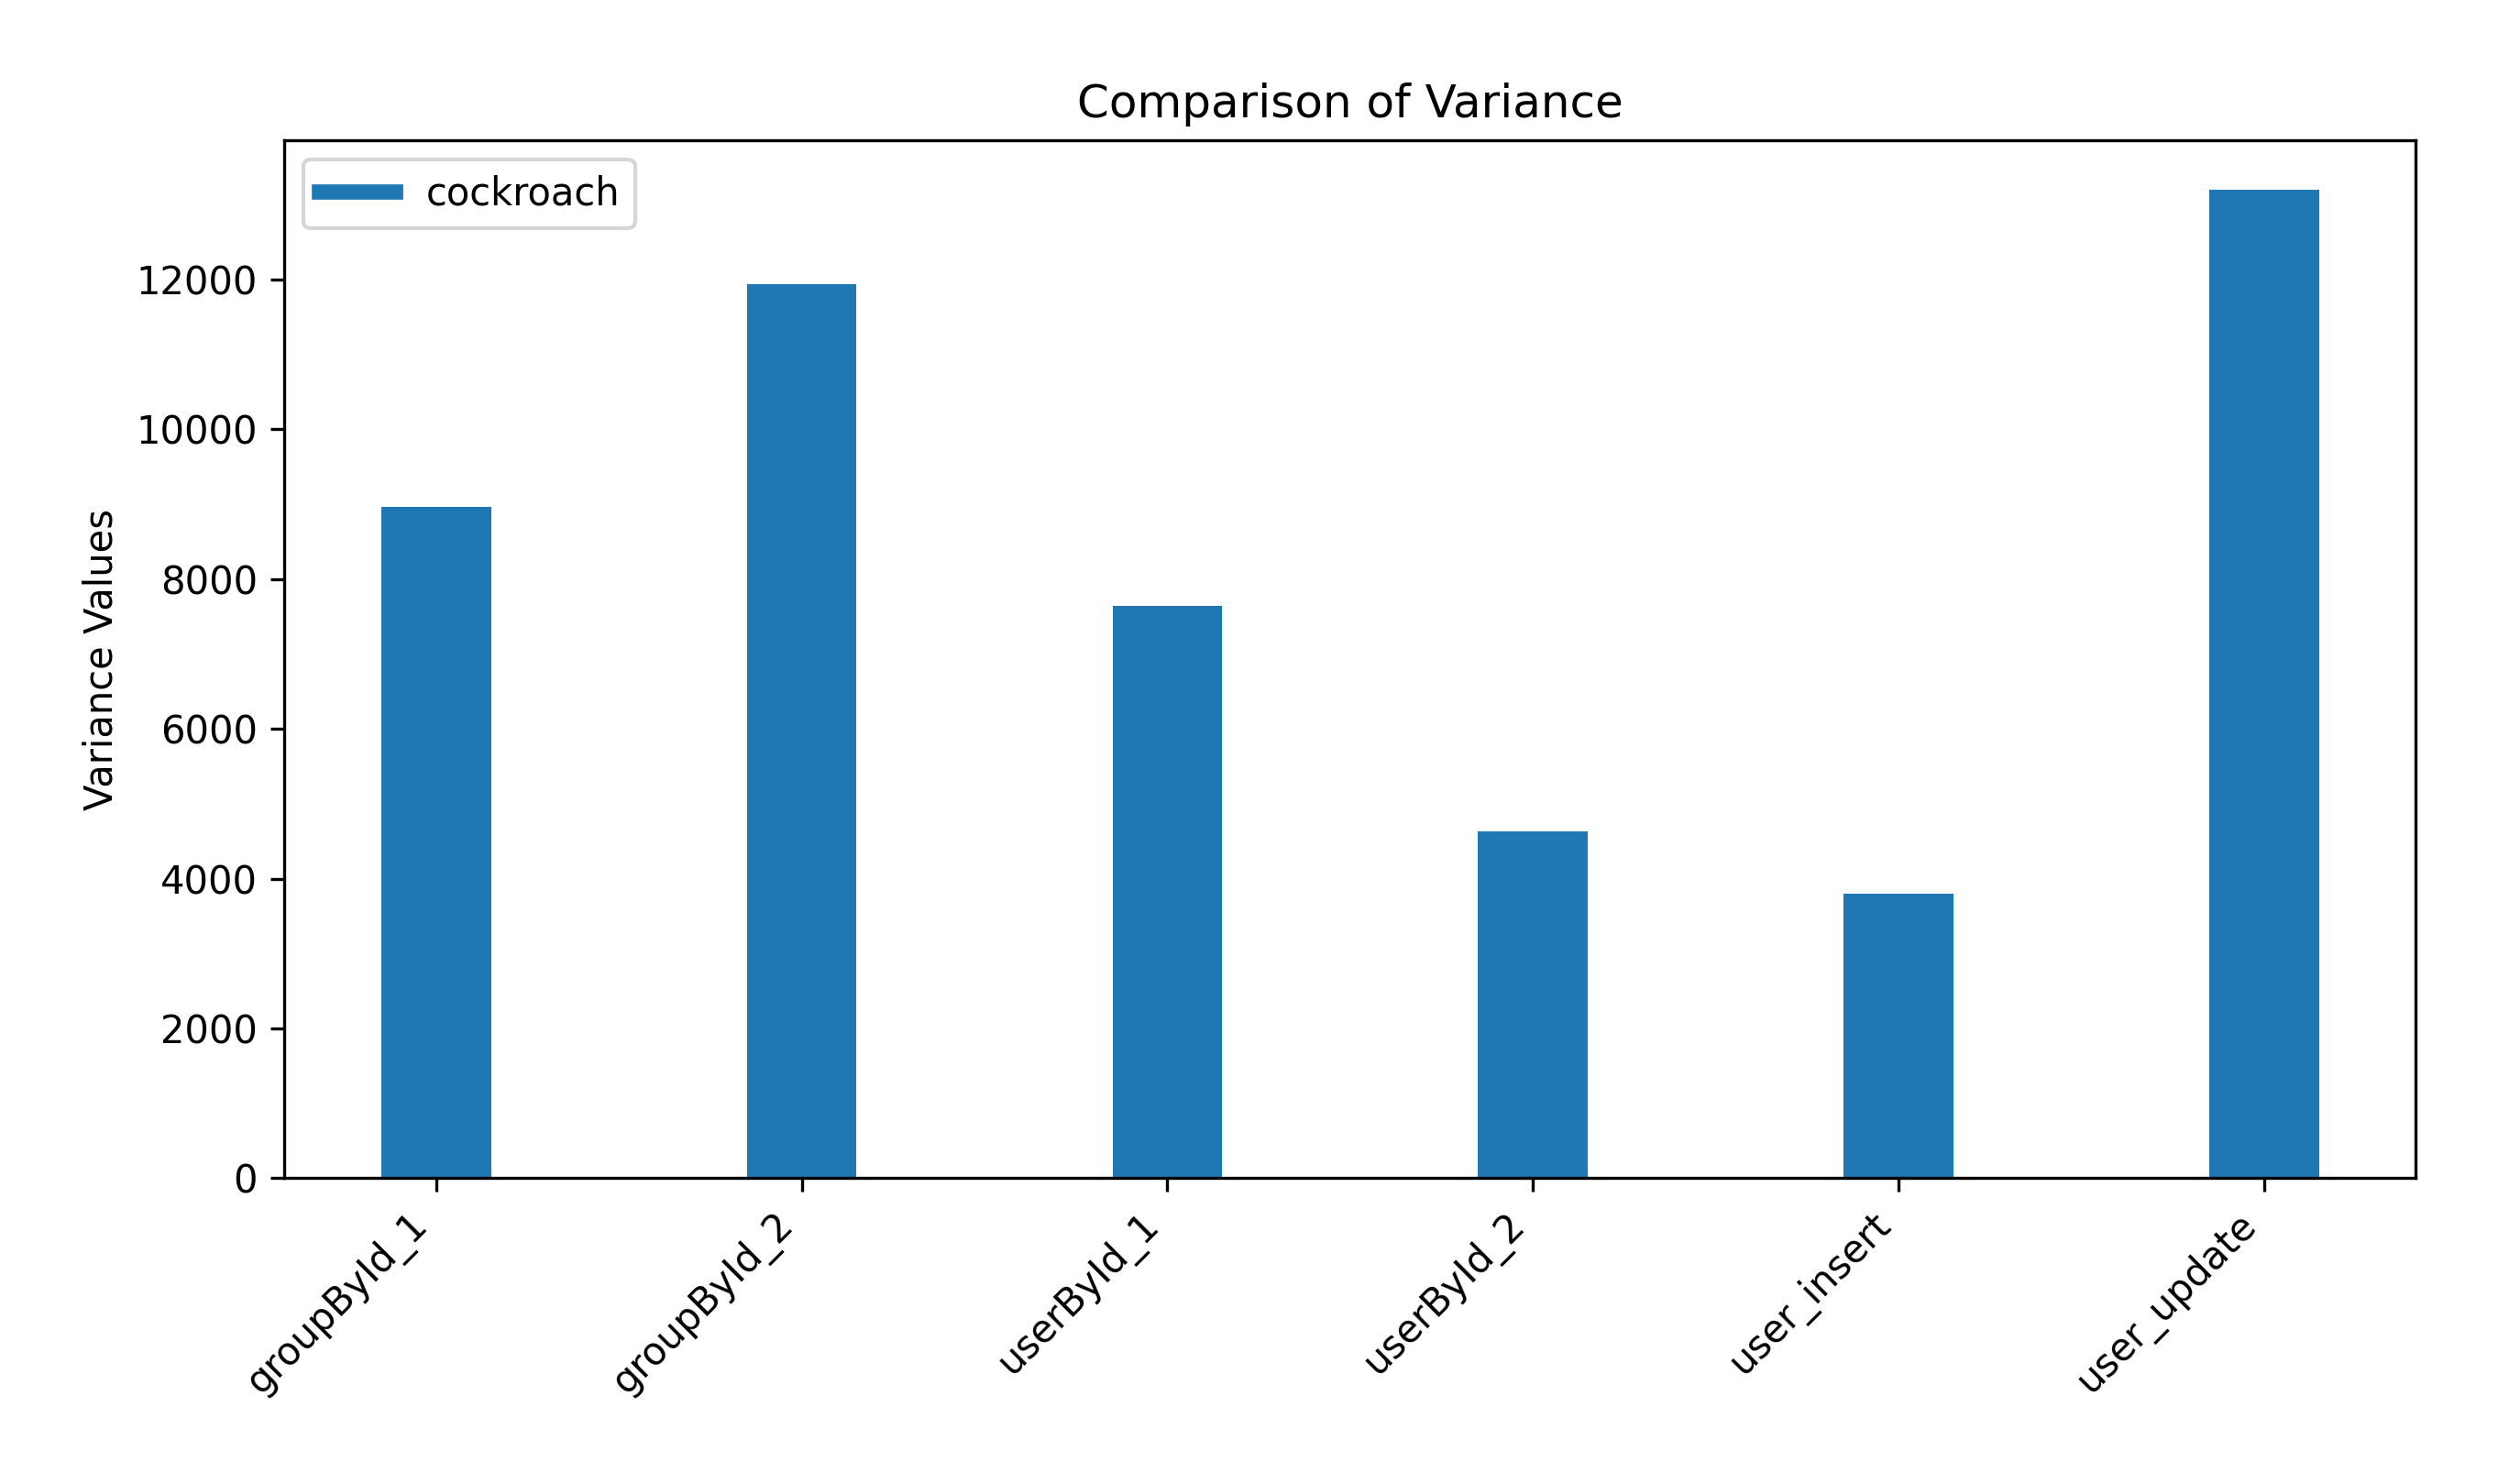 Comparison of Variance
cockroach
Variance Values
12000
10000
8000
6000
4000
2000
0
groupById_1
groupById_2
userById_1
userById_2
user_insert
user_update